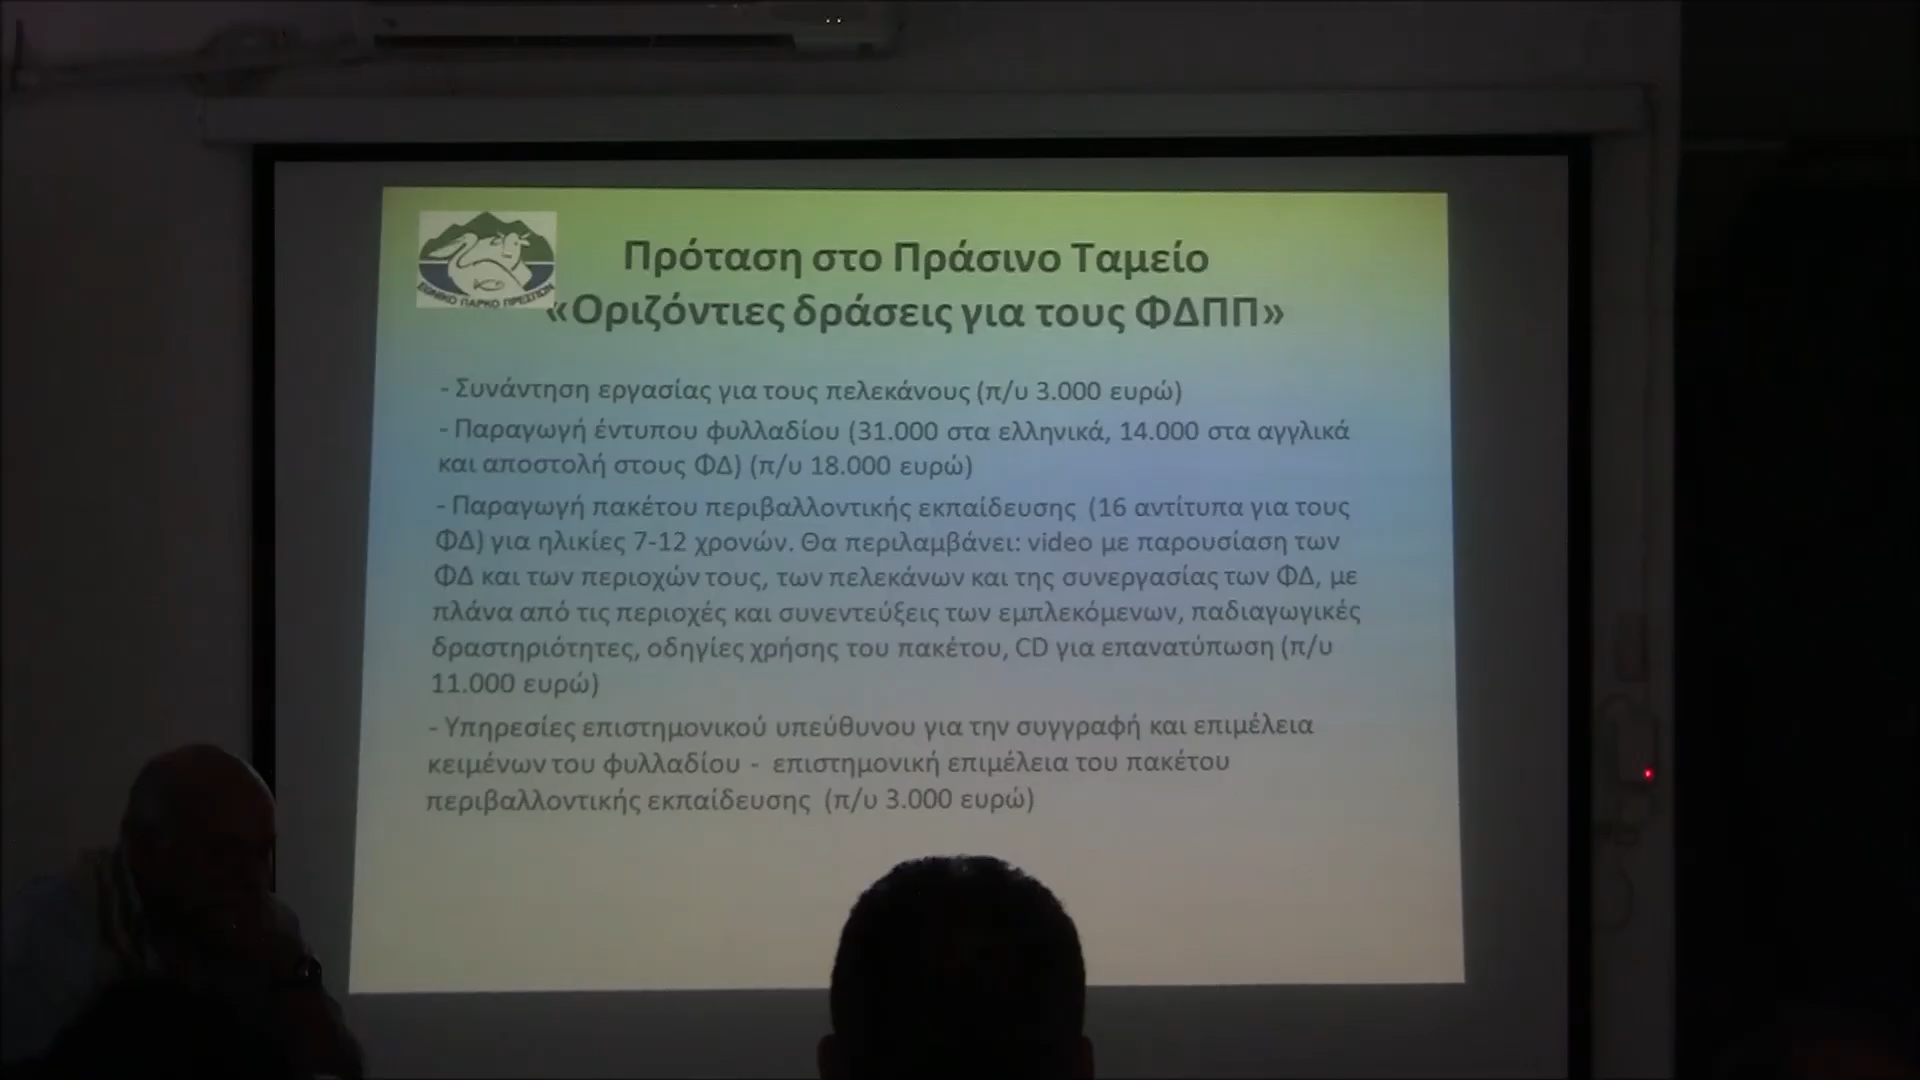 ΕΘΝΙΚΟ ΠΑΡΚΟ ΠΡΕΣΠΩΝ
Πρόταση στο Πράσινο Ταμείο
«Οριζόντιες δράσεις για τους ΦΔΠΠ»
- Συνάντηση εργασίας για τους πελεκάνους (π/υ 3.000 ευρώ)
- Παραγωγή έντυπου φυλλαδίου (31.000 στα ελληνικά, 14.000 στα αγγλικά
και αποστολή στους ΦΔ) (π/υ 18.000 ευρώ)
- Παραγωγή πακέτου περιβαλλοντικής εκπαίδευσης (16 αντίτυπα για τους
ΦΔ) για ηλικίες 7-12 χρονών. Θα περιλαμβάνει: video με παρουσίαση των
ΦΔ και των περιοχών τους, των πελεκάνων και της συνεργασίας των ΦΔ, με
πλάνα από τις περιοχές και συνεντεύξεις των εμπλεκόμενων, παδιαγωγικές
δραστηριότητες, οδηγίες χρήσης του πακέτου, CD για επανατύπωση (π/υ
11.000 ευρώ)
- Υπηρεσίες επιστημονικού υπεύθυνου για την συγγραφή και επιμέλεια
κειμένων του φυλλαδίου - επιστημονική επιμέλεια του πακέτου
περιβαλλοντικής εκπαίδευσης (π/υ 3.000 ευρώ)